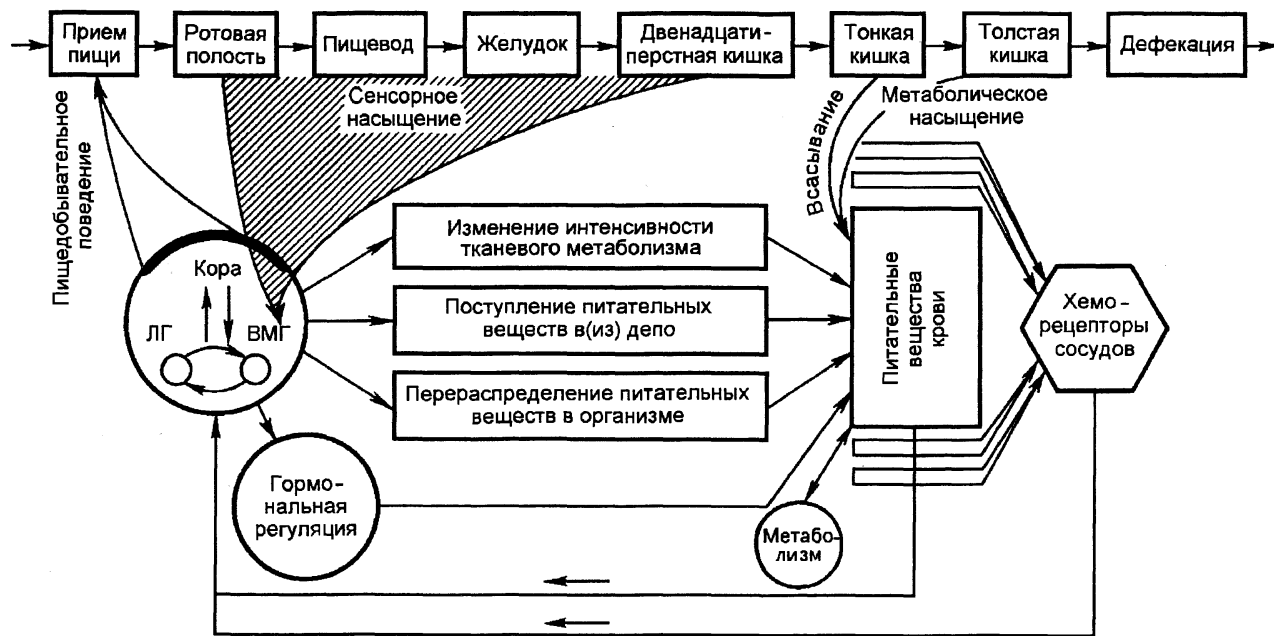 Прием
пищи
Ротовая
полость
Пищевод
Желудок
Двенадцати-
перстная кишка
Тонкая
кишка
Толстая
кишка
Дефекация
Пищедобывательное
поведение
Сенсорное
насыщение
Всасывание
Метаболическое
насыщение
Кора
ЛГ
ВМГ
Изменение интенсивности
тканевого метаболизма
Поступление питательных
веществ в(из) депо
Перераспределение питательных
веществ в организме
Питательные
вещества
крови
Хемо-
рецепторы
сосудов
Гормо-
нальная
регуляция
Метабо-
лизм